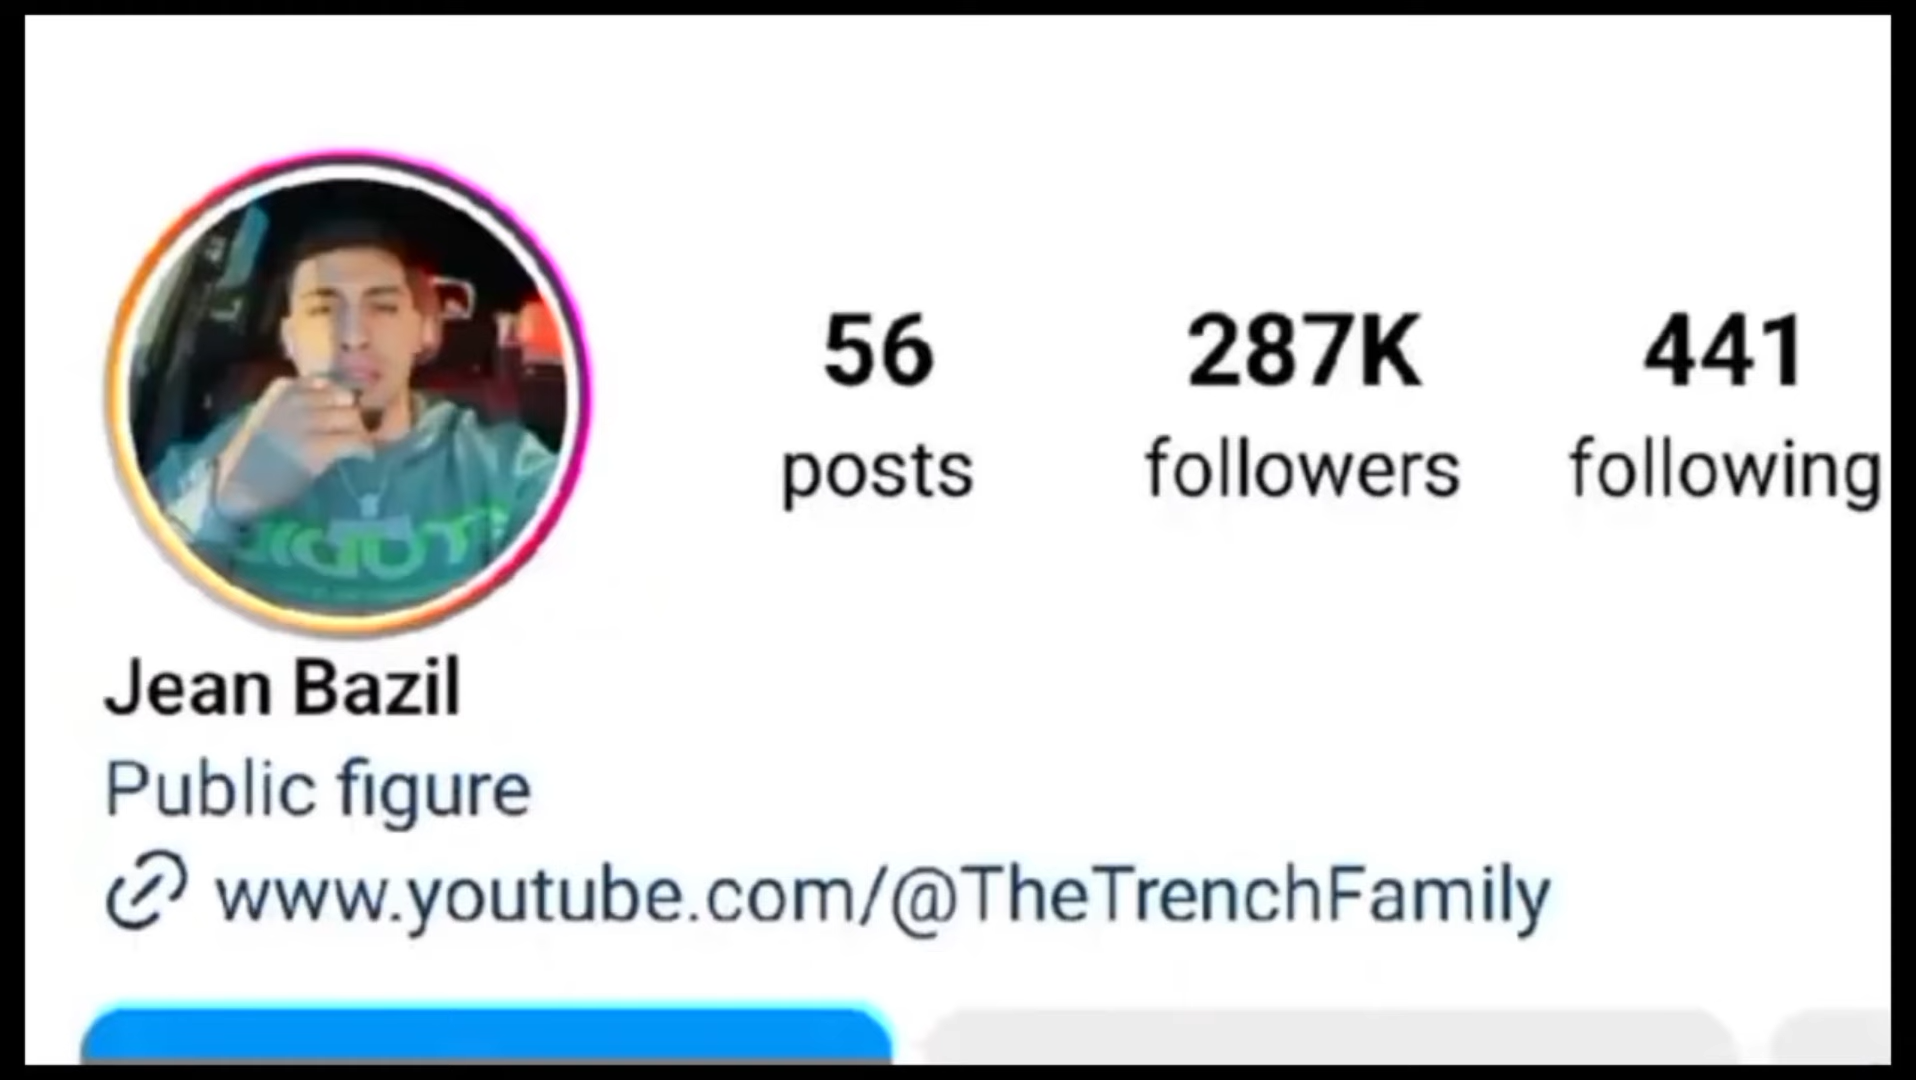 56 287K 441
posts followers following
Jean Bazil
Public figure
www.youtube.com/@TheTrenchFamily